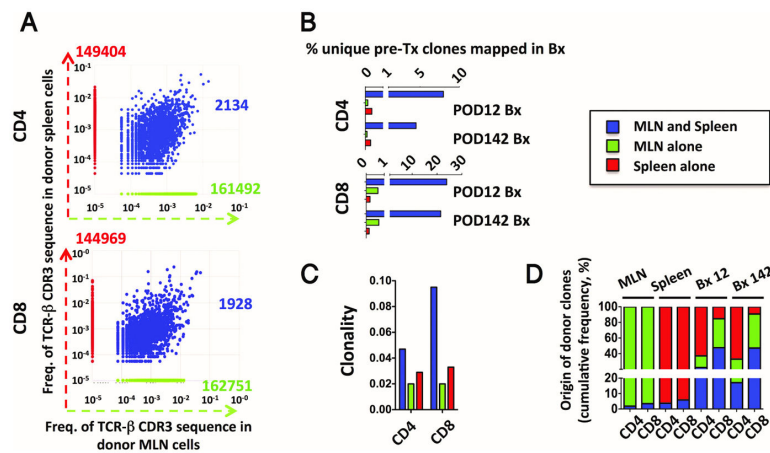 A
149404
CD4
Freq. of TCR-β CDR3 sequence in donor spleen cells
10-1
10-2
10-3
10-4
10-5
2134
161492
10-5 10-4 10-3 10-2 10-1
144969
CD8
10-0
10-1
10-2
10-3
10-4
10-5
1928
162751
10-5 10-4 10-3 10-2 10-1 10-0
Freq. of TCR-β CDR3 sequence in
donor MLN cells
B
% unique pre-Tx clones mapped in Bx
0 1 5 10
CD4
POD12 Bx
POD142 Bx
0 1 10 20 30
CD8
POD12 Bx
POD142 Bx
MLN and Spleen
MLN alone
Spleen alone
C
Clonality
0.10
0.08
0.06
0.04
0.02
0.00
CD4 CD8
D
MLN Spleen Bx 12 Bx 142
Origin of donor clones
(cumulative frequency, %)
100
80
60
40
20
10
0
CD4 CD8 CD4 CD8 CD4 CD8 CD4 CD8